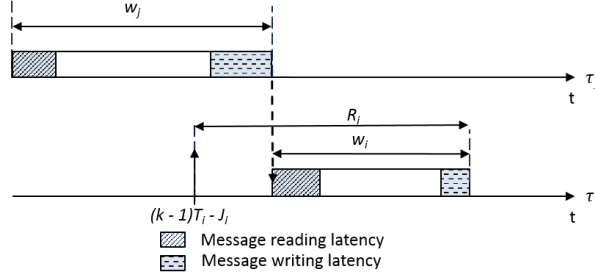 wj
τ
t
Ri
wi
τ
t
(k - 1)Ti - Ji
Message reading latency
Message writing latency